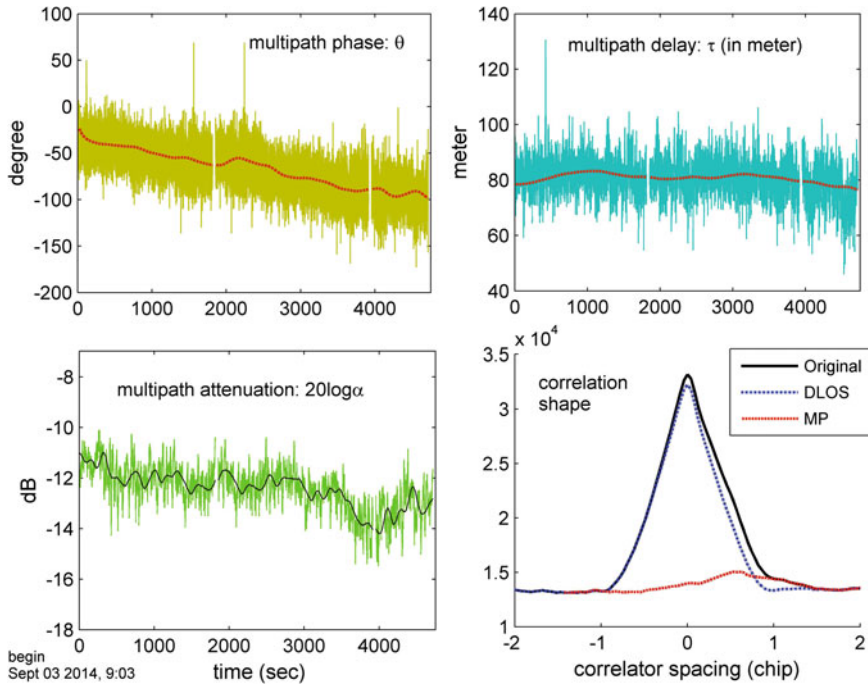 multipath phase: θ
100
50
0
-50
-100
-150
-200
degree
0 1000 2000 3000 4000
multipath delay: τ (in meter)
140
120
100
80
60
40
meter
0 1000 2000 3000 4000
multipath attenuation: 20logα
-8
-10
-12
-14
-16
-18
dB
0 1000 2000 3000 4000
time (sec)
begin
Sept 03 2014, 9:03
x 10⁴
3.5
3
2.5
2
1.5
1
correlation
shape
Original
DLOS
MP
-2 -1 0 1 2
correlator spacing (chip)